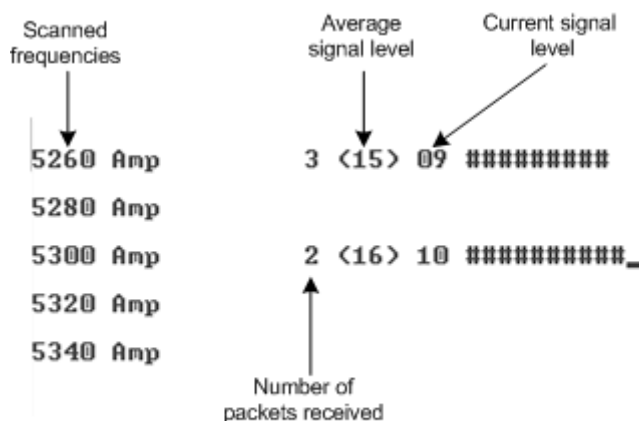 Scanned
frequencies
Average
signal level
Current signal
level
5260 Amp 3 <15> 09 #########
5280 Amp
5300 Amp 2 <16> 10 ##########_
5320 Amp
5340 Amp
Number of
packets received